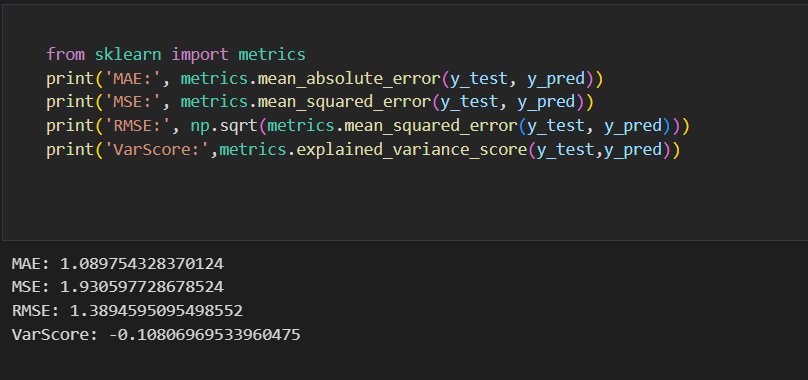 from sklearn import metrics
print('MAE:', metrics.mean_absolute_error(y_test, y_pred))
print('MSE:', metrics.mean_squared_error(y_test, y_pred))
print('RMSE:', np.sqrt(metrics.mean_squared_error(y_test, y_pred)))
print('VarScore:',metrics.explained_variance_score(y_test,y_pred))
MAE: 1.089754328370124
MSE: 1.930597728678524
RMSE: 1.3894595095498552
VarScore: -0.10806969533960475